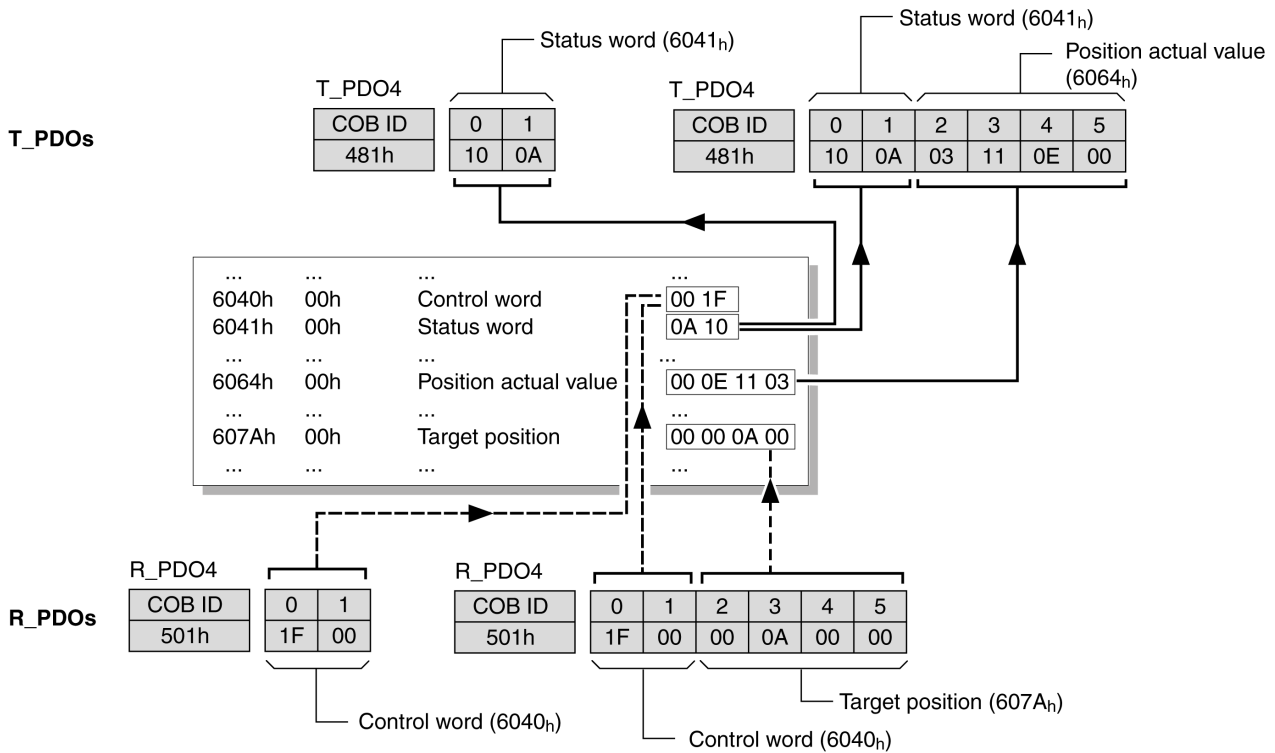 Status word (6041h)
Status word (6041h)
Position actual value
(6064h)
T_PDO4
T_PDO4
T_PDOs
COB ID 0 1
481h 10 0A
COB ID 0 1 2 3 4 5
481h 10 0A 03 11 0E 00
... ... ... ...
6040h 00h Control word 00 1F
6041h 00h Status word 0A 10
... ... ... ...
6064h 00h Position actual value 00 0E 11 03
... ... ... ...
607Ah 00h Target position 00 00 0A 00
... ... ... ...
R_PDO4
R_PDO4
R_PDOs
COB ID 0 1
501h 1F 00
COB ID 0 1 2 3 4 5
501h 1F 00 00 0A 00 00
Target position (607Ah)
Control word (6040h)
Control word (6040h)